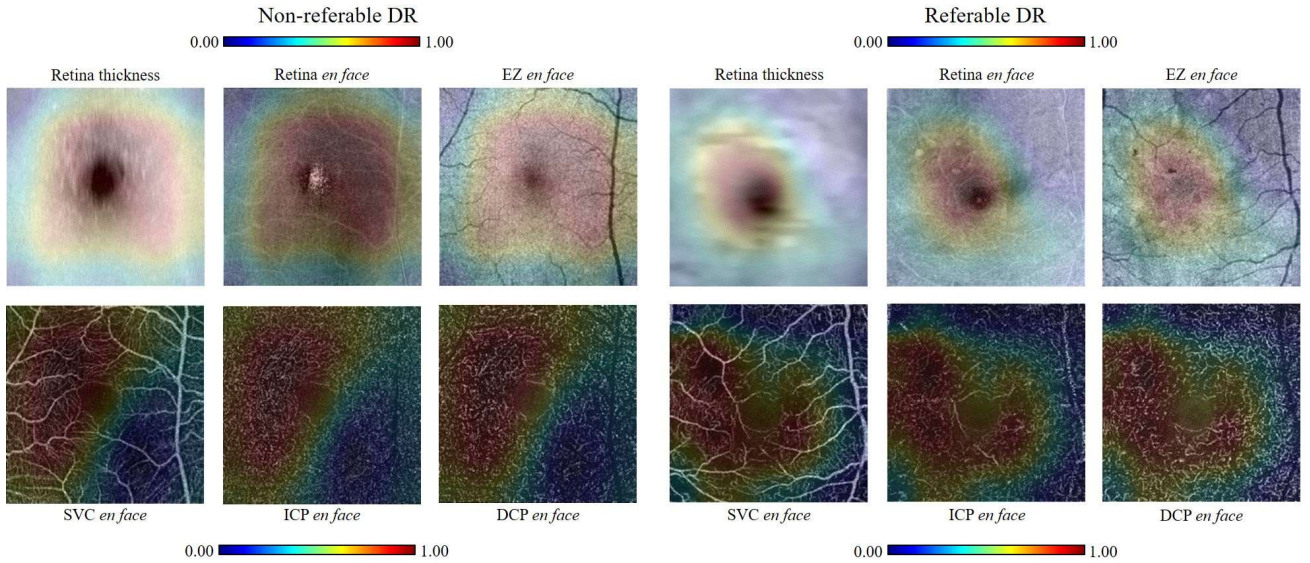 Non-referable DR
Referable DR
0.00 1.00
0.00 1.00
Retina thickness
Retina en face
EZ en face
Retina thickness
Retina en face
EZ en face
SVC en face
ICP en face
DCP en face
SVC en face
ICP en face
DCP en face
0.00 1.00
0.00 1.00